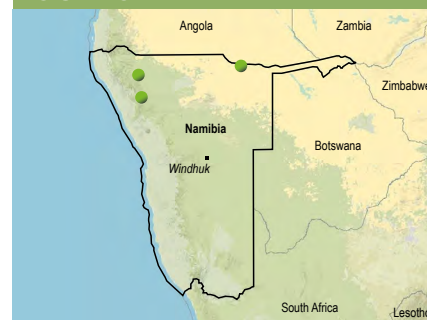 Angola
Zambia
Zimbabwe
Namibia
Botswana
Windhuk
South Africa
Lesotho